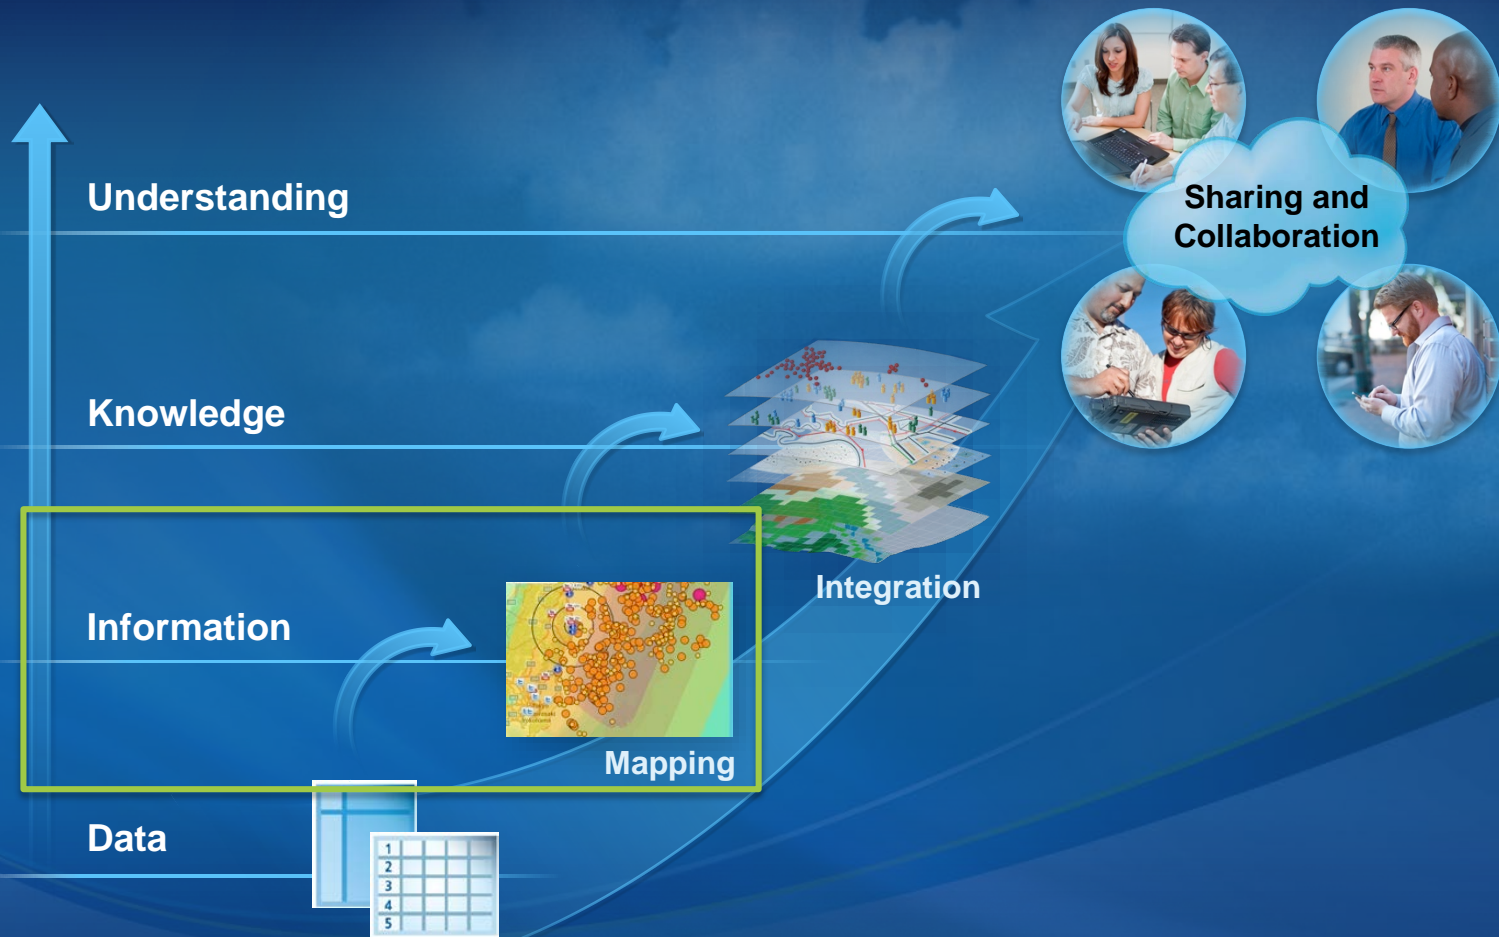 Understanding
Sharing and
Collaboration
Knowledge
Integration
Information
Mapping
Data
1
2
3
4
5